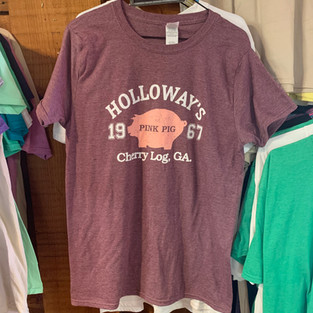 HOLLOWAY'S
19 PINK PIG 67
Cherry Log, GA.